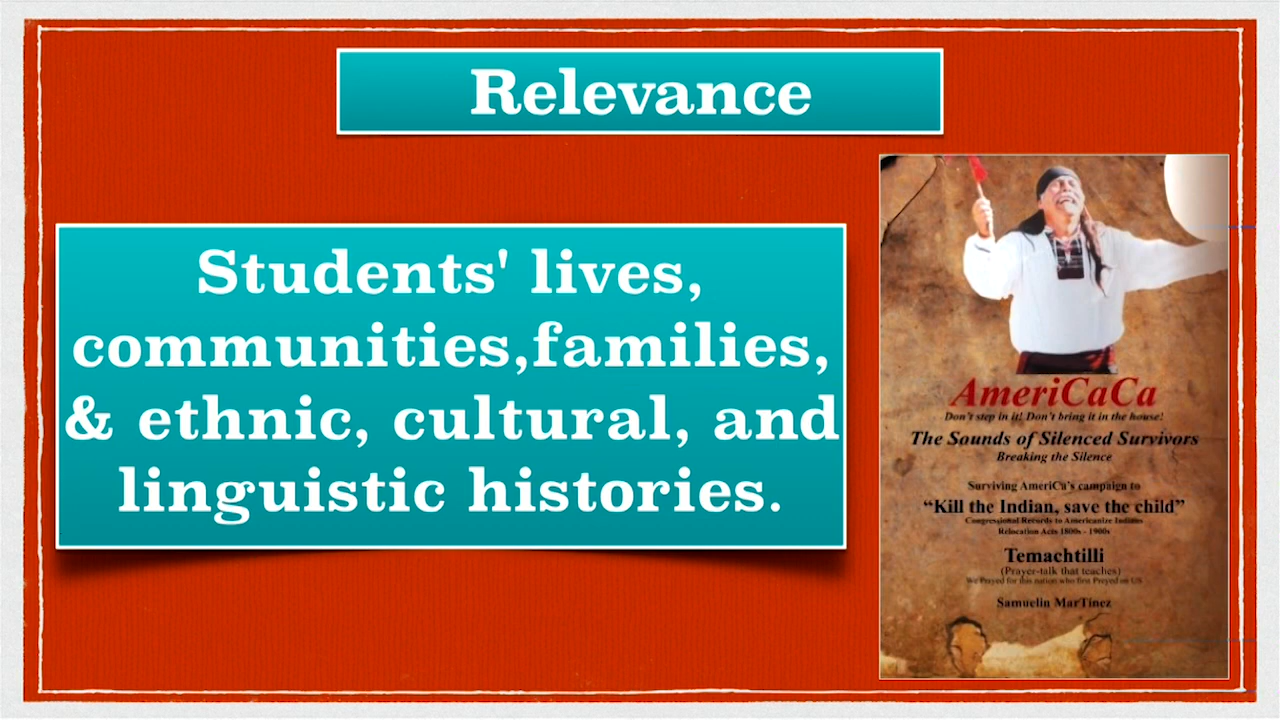 Relevance
Students' lives,
communities,families,
& ethnic, cultural, and
linguistic histories.
AmeriCaCa
Don't step in it! Don't bring it in the house!
The Sounds of Silenced Survivors
Breaking the Silence
Surviving AmeriCa's campaign to
“Kill the Indian, save the child”
Congressional Records to Americanize Indians
Relocation Acts 1800s - 1900s
Temachtilli
(Prayer-talk that teaches)
We Prayed for this nation who first Preyed on US
Samuelin MarTinez